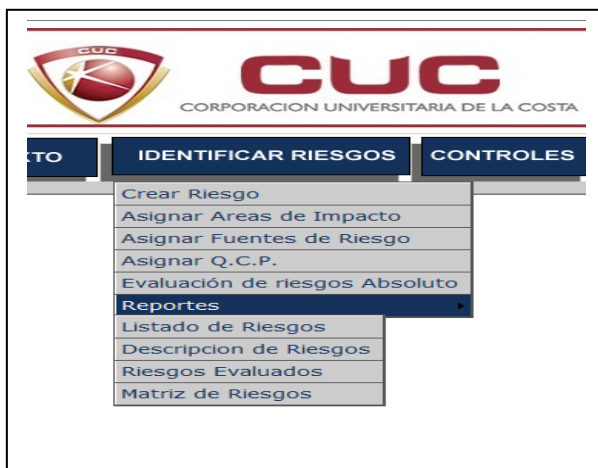 CUC
CUC
CORPORACION UNIVERSITARIA DE LA COSTA
TO IDENTIFICAR RIESGOS CONTROLES
Crear Riesgo
Asignar Areas de Impacto
Asignar Fuentes de Riesgo
Asignar Q.C.P.
Evaluación de riesgos Absoluto
Reportes
Listado de Riesgos
Descripcion de Riesgos
Riesgos Evaluados
Matriz de Riesgos